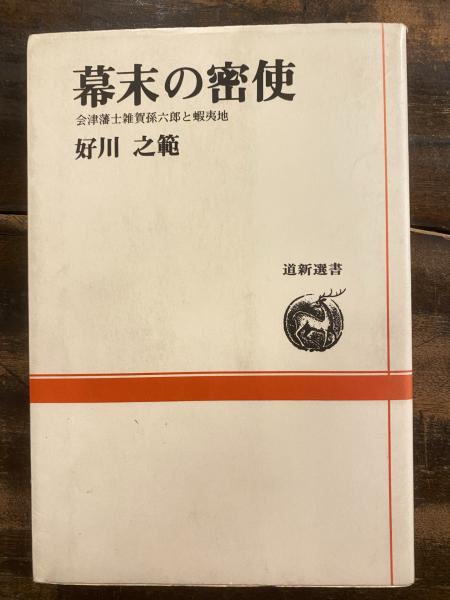 幕末の密使
会津藩士雑賀孫六郎と蝦夷地
好川 之範
道新選書